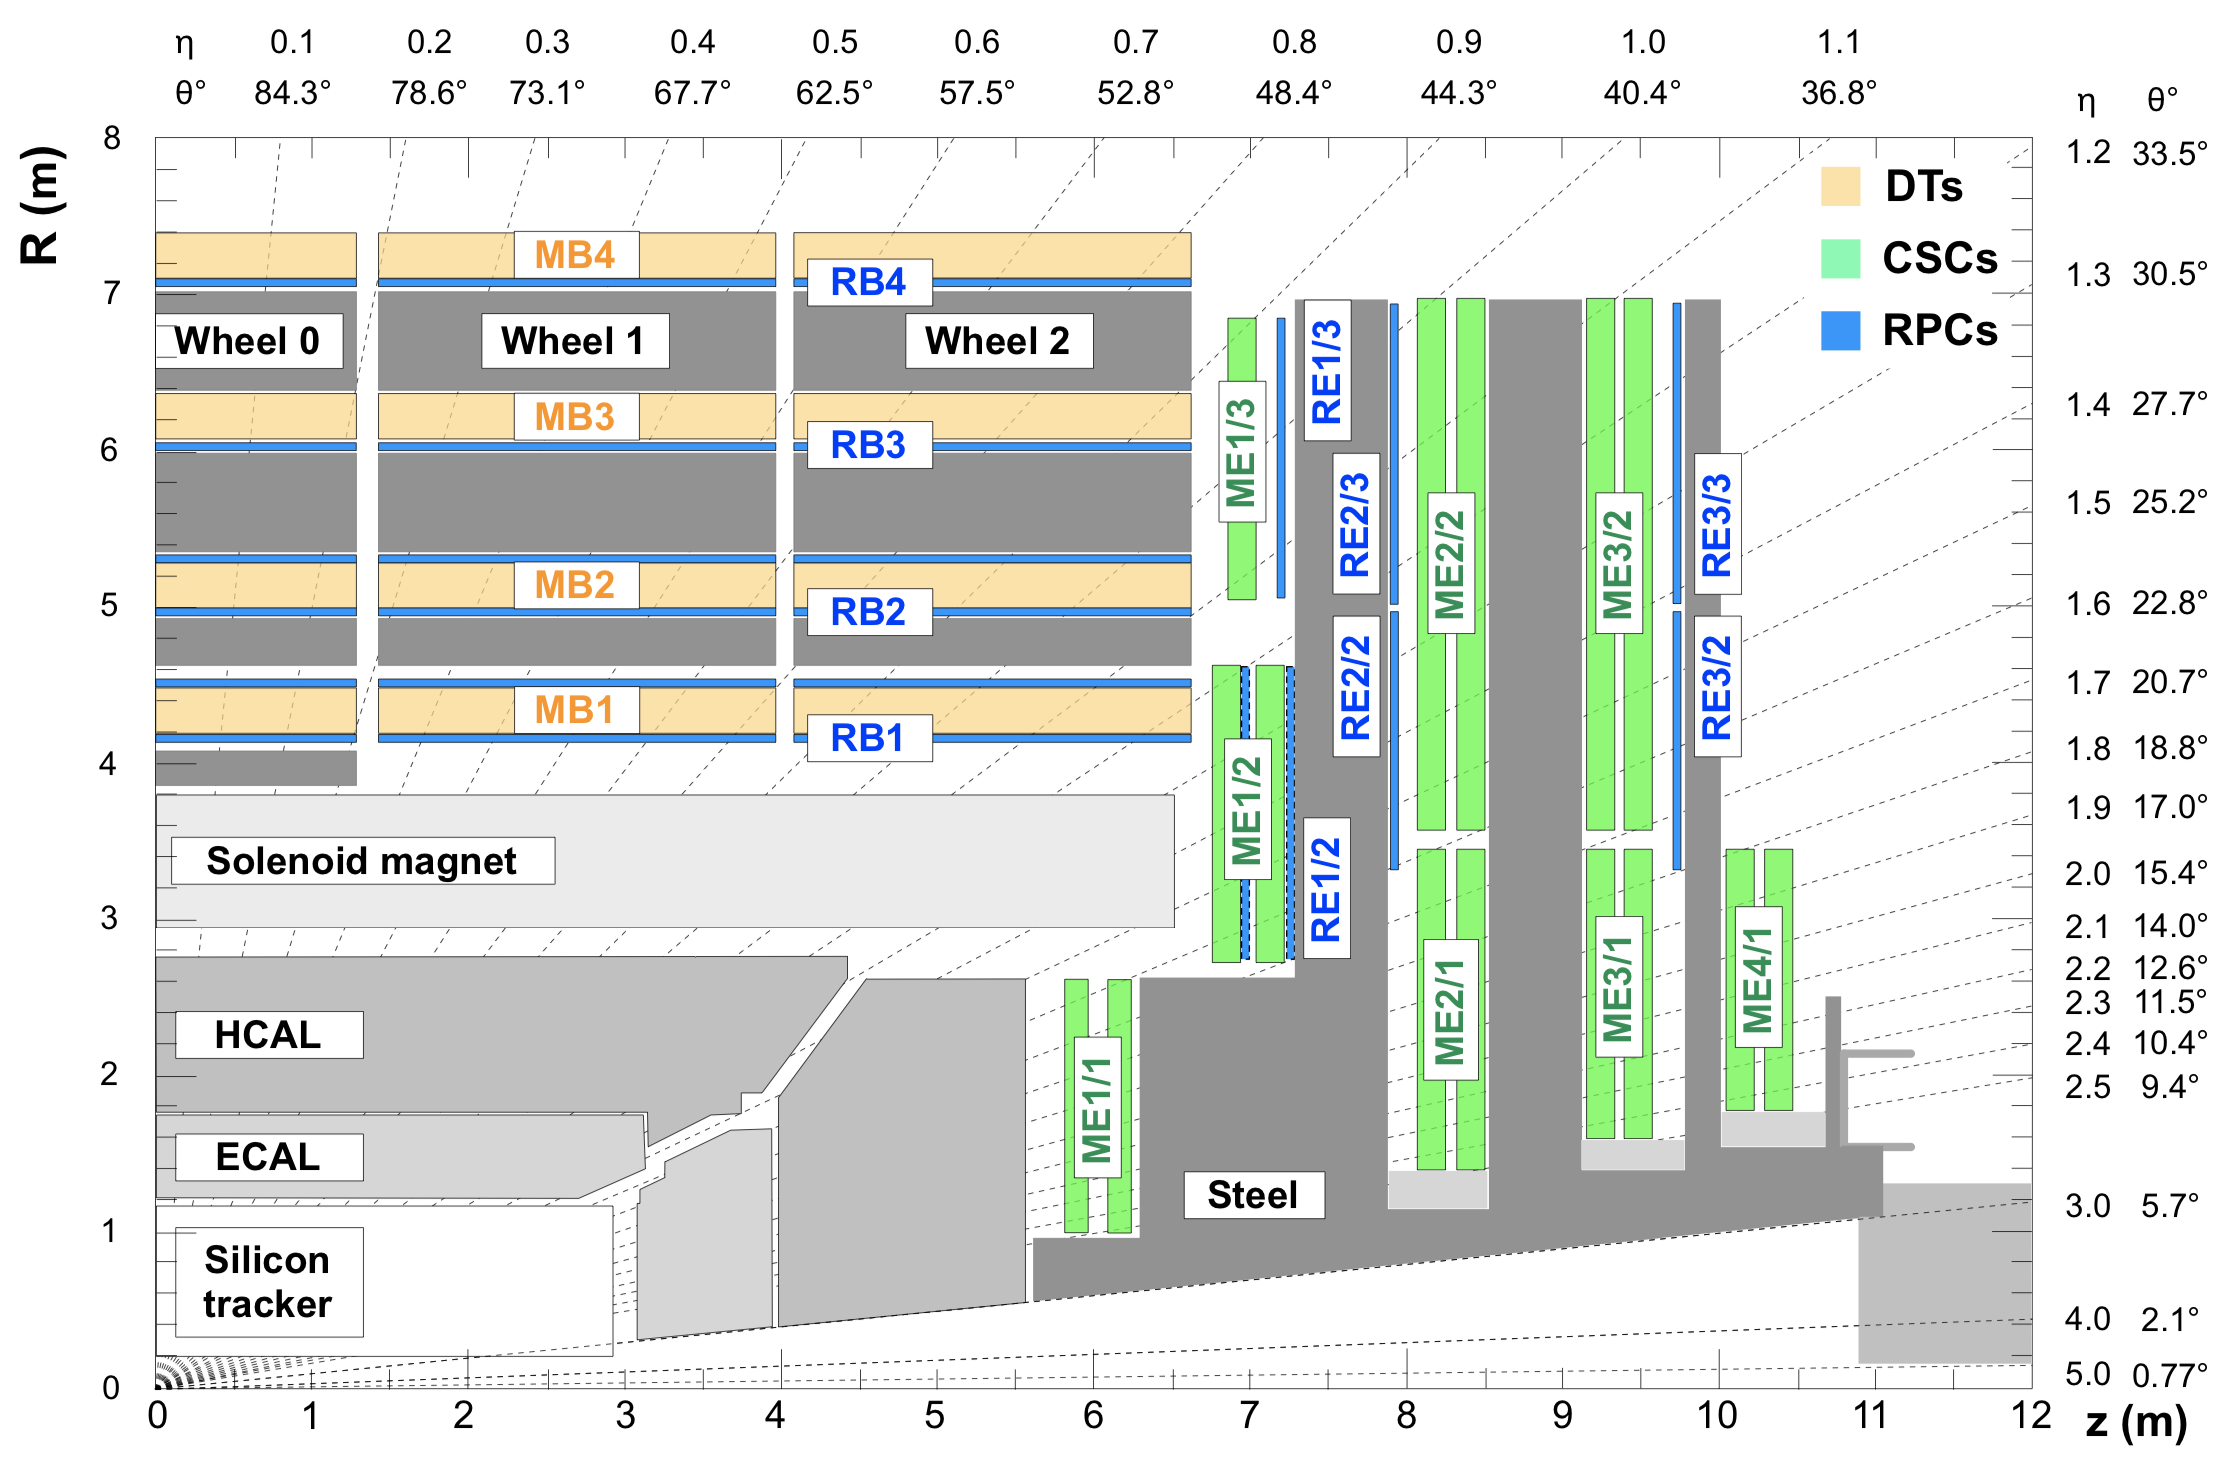 η 0.1 0.2 0.3 0.4 0.5 0.6 0.7 0.8 0.9 1.0 1.1
θ° 84.3° 78.6° 73.1° 67.7° 62.5° 57.5° 52.8° 48.4° 44.3° 40.4° 36.8°
η θ°
R (m)
8
7
6
5
4
3
2
1
0
1.2 33.5°
1.3 30.5°
1.4 27.7°
1.5 25.2°
1.6 22.8°
1.7 20.7°
1.8 18.8°
1.9 17.0°
2.0 15.4°
2.1 14.0°
2.2 12.6°
2.3 11.5°
2.4 10.4°
2.5 9.4°
3.0 5.7°
4.0 2.1°
5.0 0.77°
DTs
CSCs
RPCs
MB4
RB4
Wheel 0
Wheel 1
Wheel 2
MB3
RB3
MB2
RB2
MB1
RB1
Solenoid magnet
HCAL
ECAL
Silicon
tracker
Steel
ME1/3
RE1/3
RE2/3
ME2/2
ME3/2
RE3/3
RE2/2
RE3/2
ME1/2
RE1/2
ME1/1
ME2/1
ME3/1
ME4/1
0 1 2 3 4 5 6 7 8 9 10 11 12
z (m)